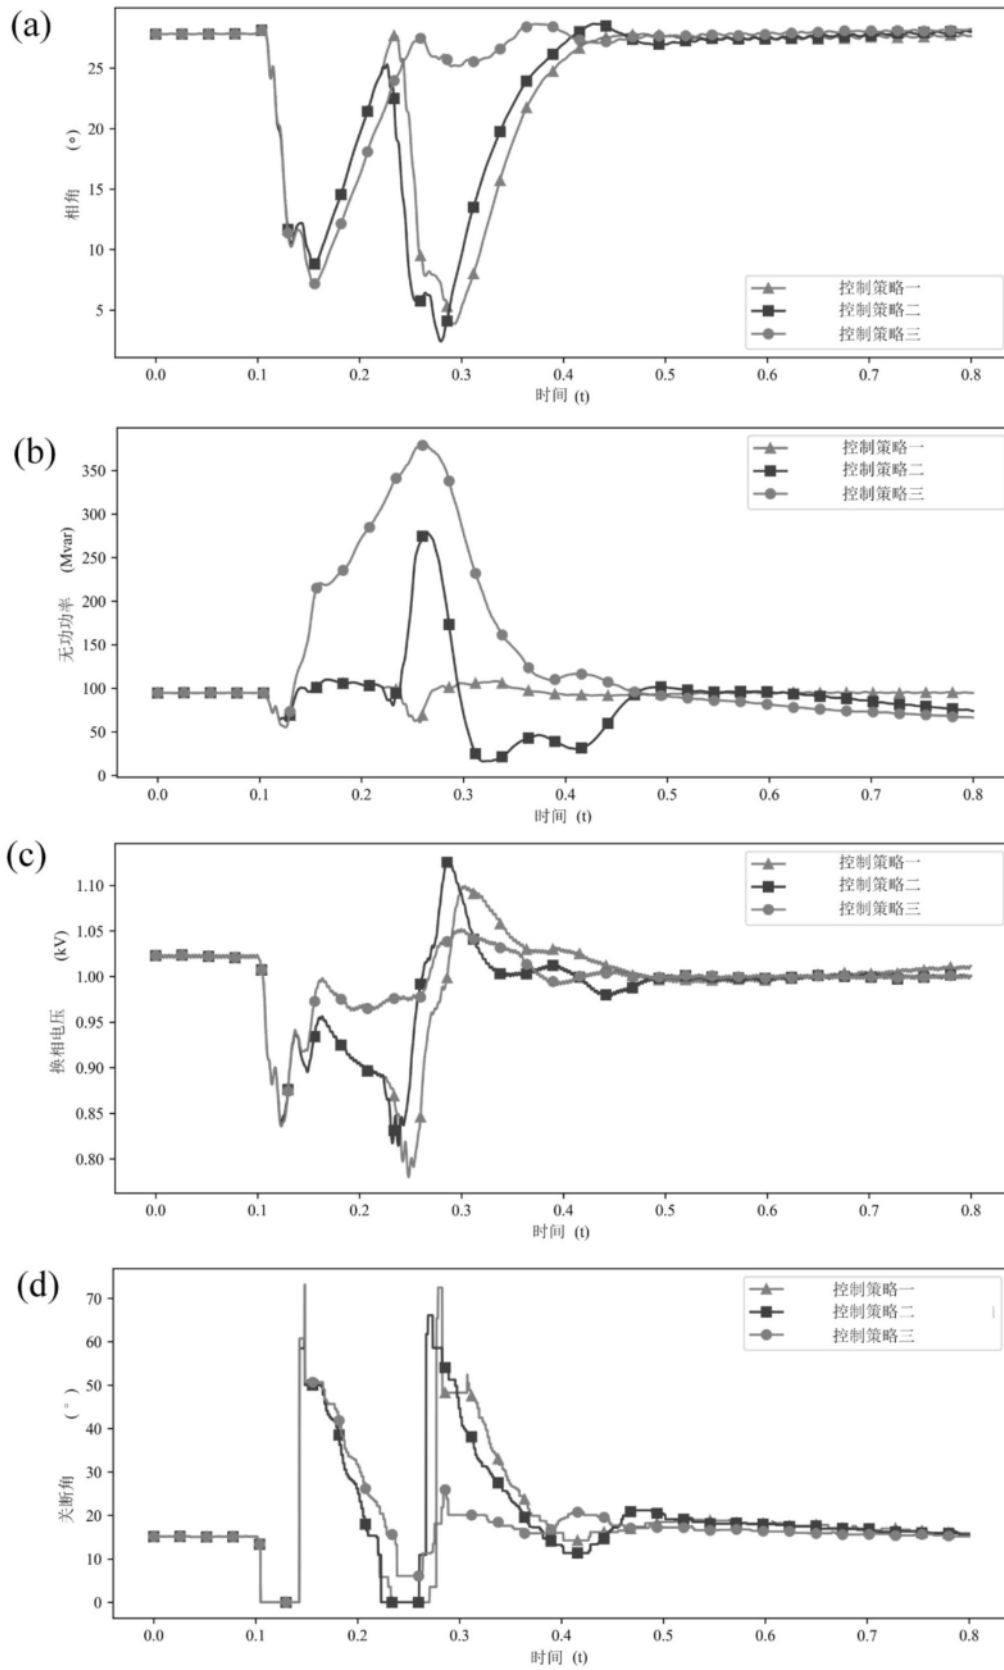 (a)
25
20
15
10
5
相角 (°)
控制策略一
控制策略二
控制策略三
0.0 0.1 0.2 0.3 0.4 0.5 0.6 0.7 0.8
时间 (t)
(b)
350
300
250
200
150
100
50
0
无功功率 (Mvar)
控制策略一
控制策略二
控制策略三
0.0 0.1 0.2 0.3 0.4 0.5 0.6 0.7 0.8
时间 (t)
(c)
1.10
1.05
1.00
0.95
0.90
0.85
0.80
换相电压 (kV)
控制策略一
控制策略二
控制策略三
0.0 0.1 0.2 0.3 0.4 0.5 0.6 0.7 0.8
时间 (t)
(d)
70
60
50
40
30
20
10
0
关断角 (°)
控制策略一
控制策略二
控制策略三
0.0 0.1 0.2 0.3 0.4 0.5 0.6 0.7 0.8
时间 (t)